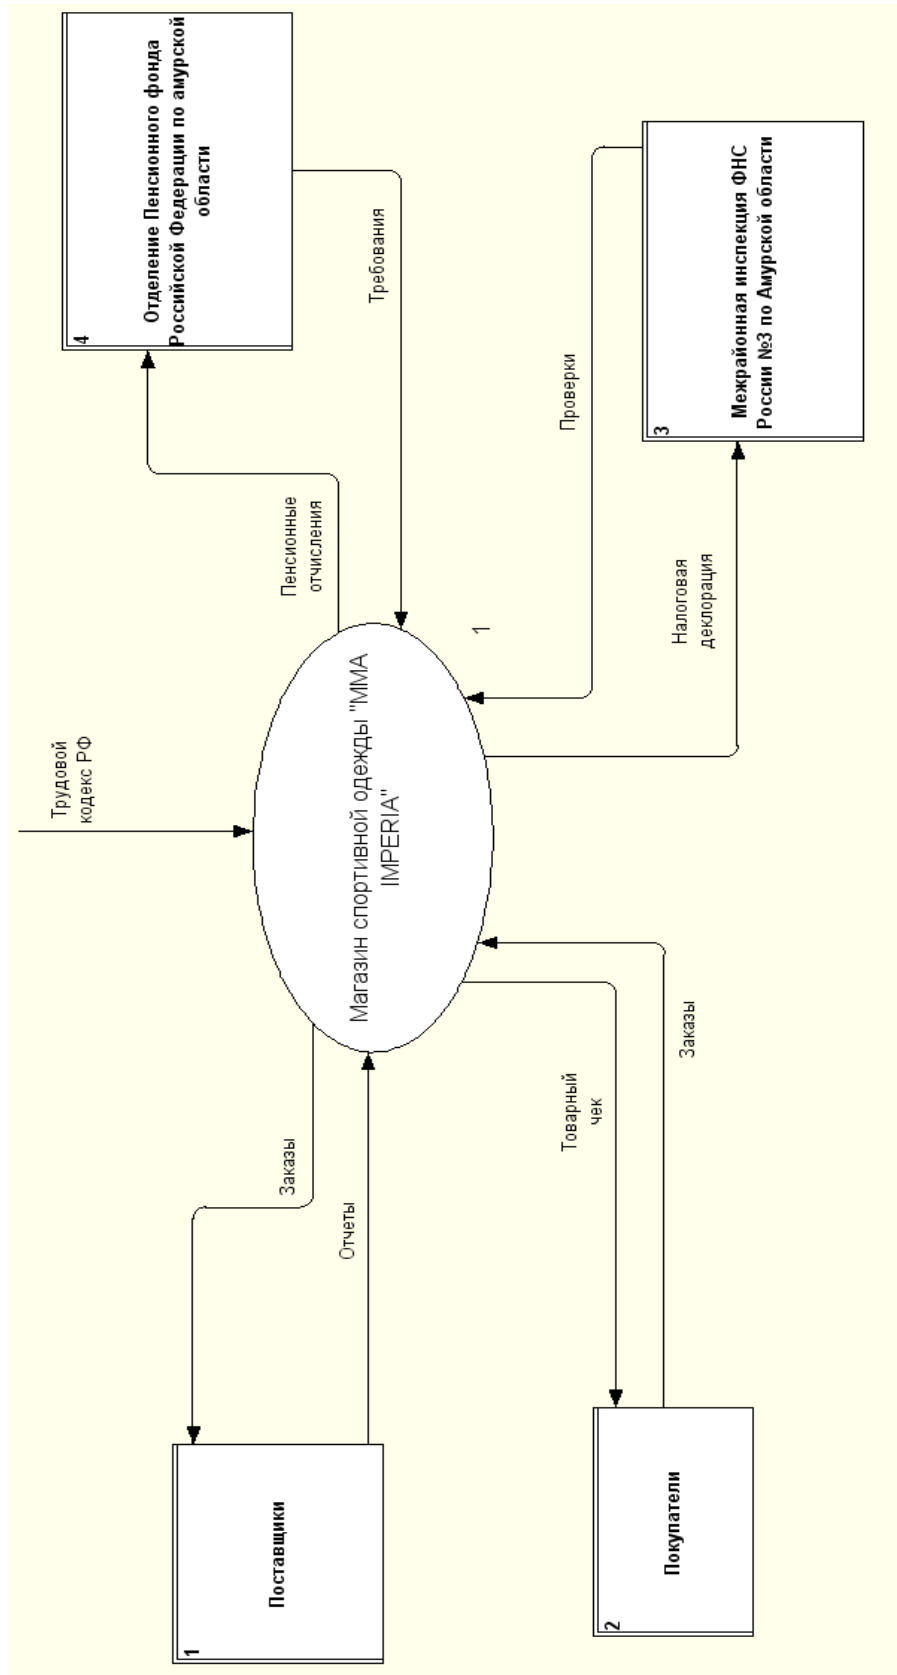 Трудовой
кодекс РФ
1
Поставщики
Заказы
Отчеты
Магазин спортивной одежды "ММА
IMPERIA"
1
Пенсионные
отчисления
Требования
4
Отделение Пенсионного фонда
Российской Федерации по амурской
области
2
Покупатели
Товарный
чек
Заказы
Проверки
Налоговая
деклорация
3
Межрайонная инспекция ФНС
России №3 по Амурской области